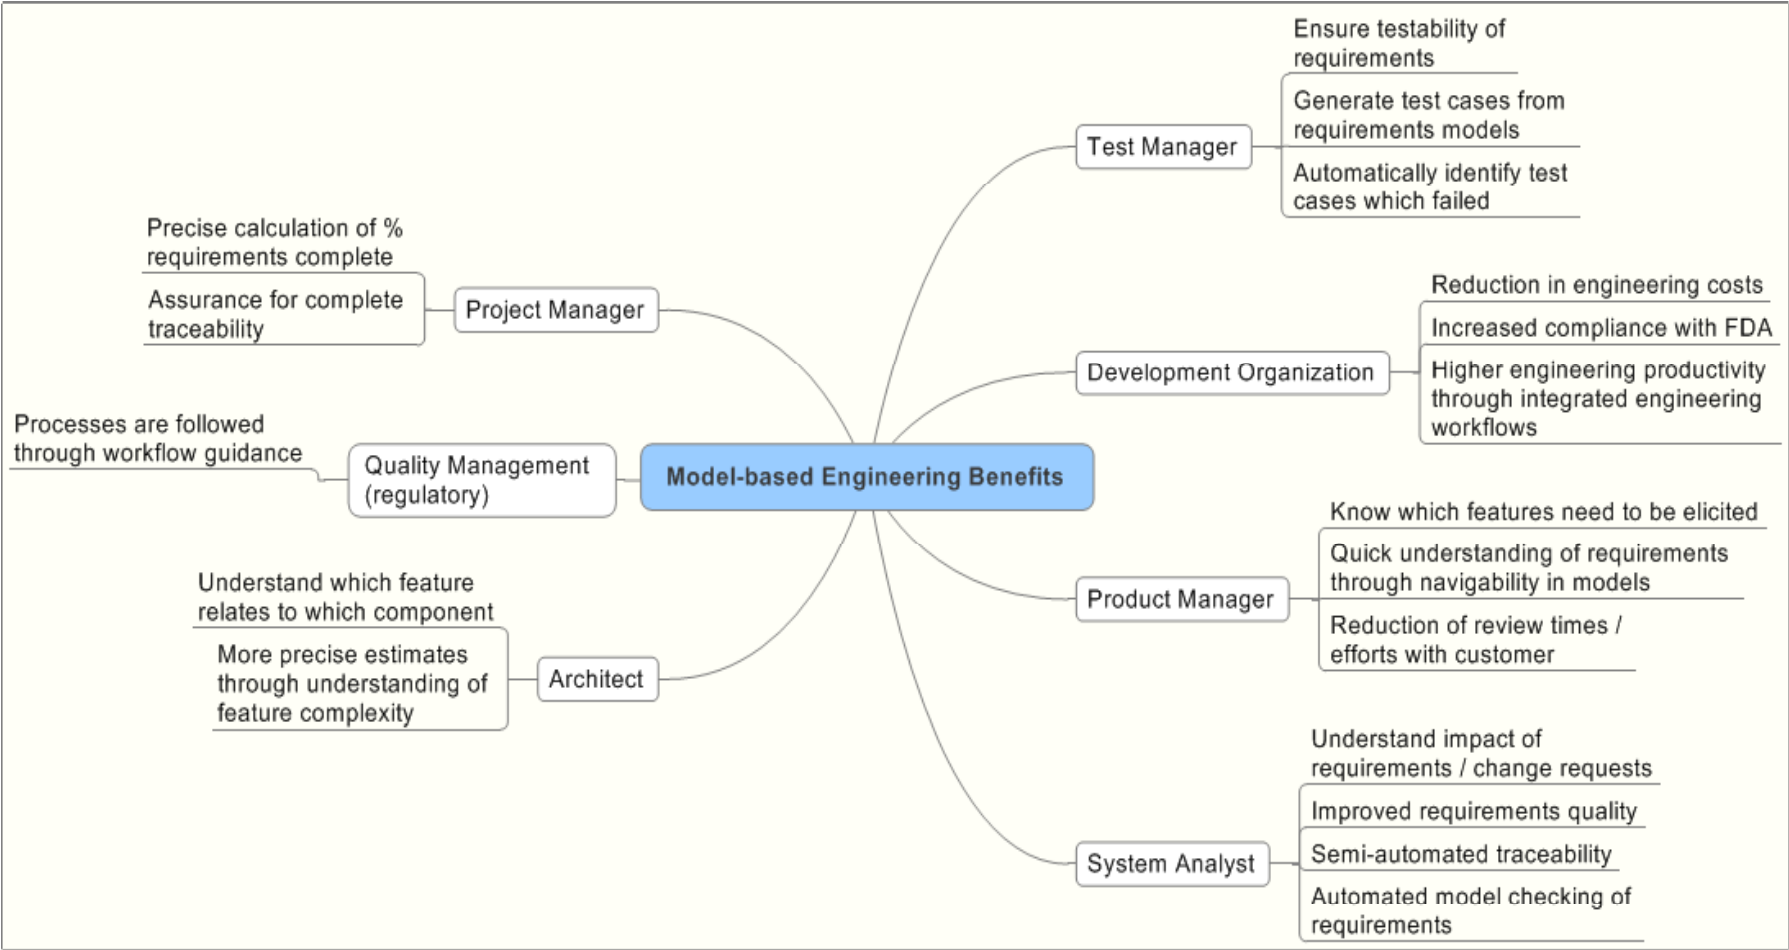 Model-based Engineering Benefits
Test Manager
Ensure testability of
requirements
Generate test cases from
requirements models
Automatically identify test
cases which failed
Development Organization
Reduction in engineering costs
Increased compliance with FDA
Higher engineering productivity
through integrated engineering
workflows
Product Manager
Know which features need to be elicited
Quick understanding of requirements
through navigability in models
Reduction of review times /
efforts with customer
System Analyst
Understand impact of
requirements / change requests
Improved requirements quality
Semi-automated traceability
Automated model checking of
requirements
Project Manager
Precise calculation of %
requirements complete
Assurance for complete
traceability
Quality Management
(regulatory)
Processes are followed
through workflow guidance
Architect
Understand which feature
relates to which component
More precise estimates
through understanding of
feature complexity